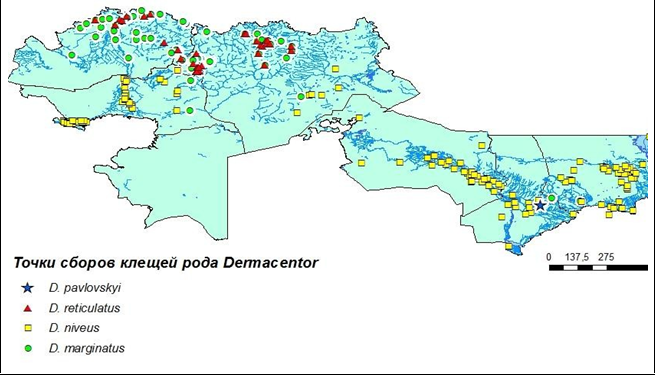 0 137,5 275
Точки сборов клещей рода Dermacentor
D. pavlovskyi
D. reticulatus
D. niveus
D. marginatus